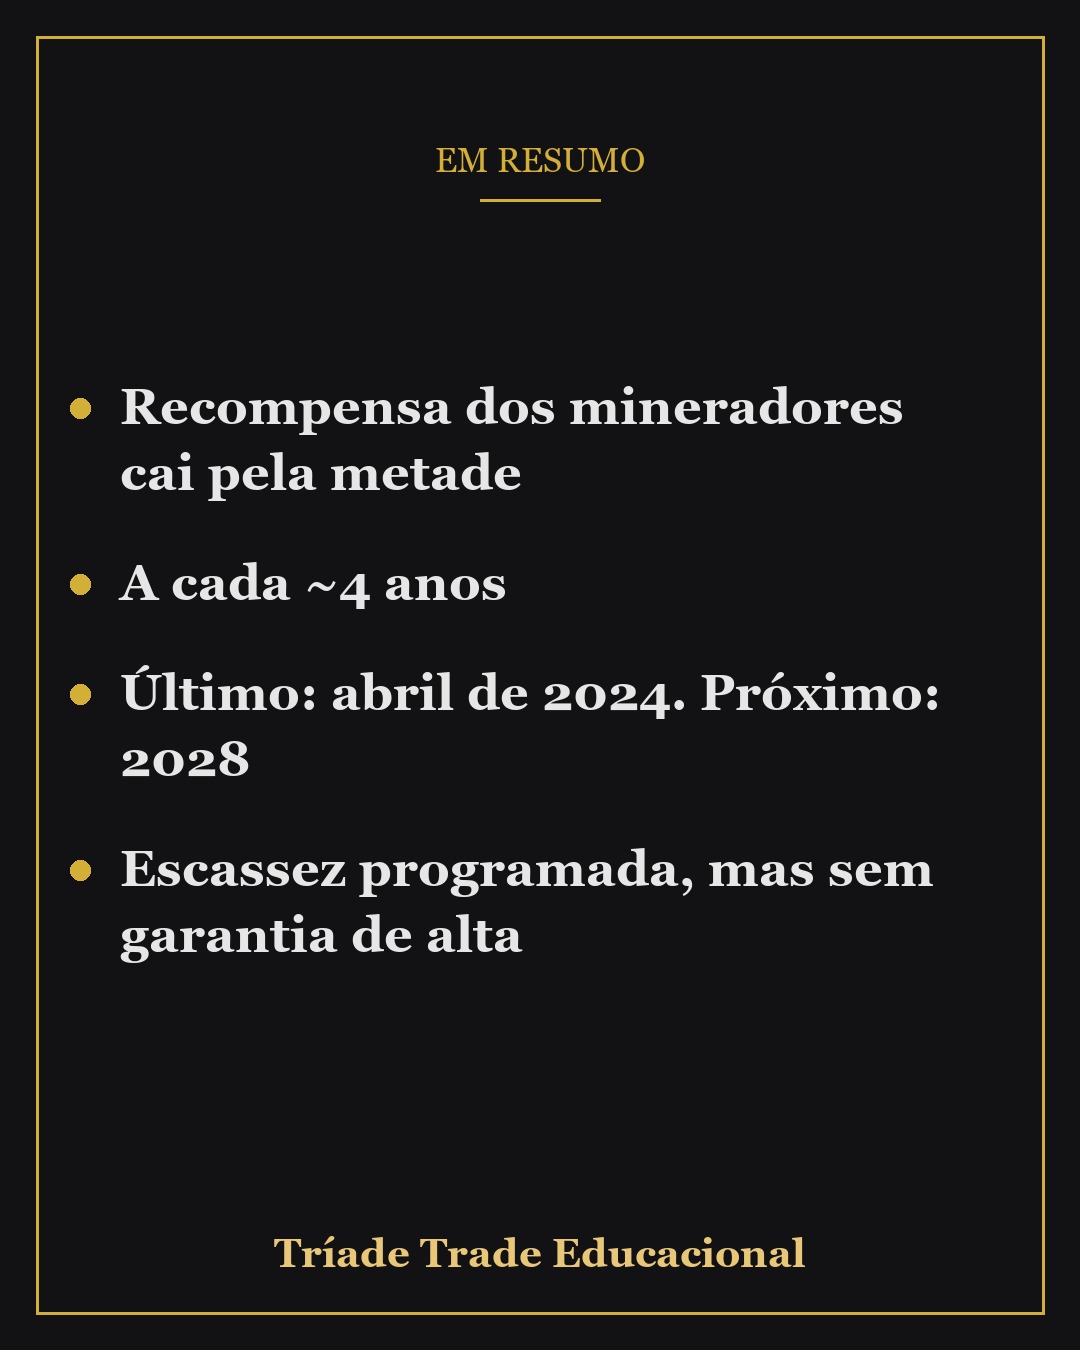 EM RESUMO
Recompensa dos mineradores
cai pela metade
A cada ~4 anos
Último: abril de 2024. Próximo:
2028
Escassez programada, mas sem
garantia de alta
Tríade Trade Educacional